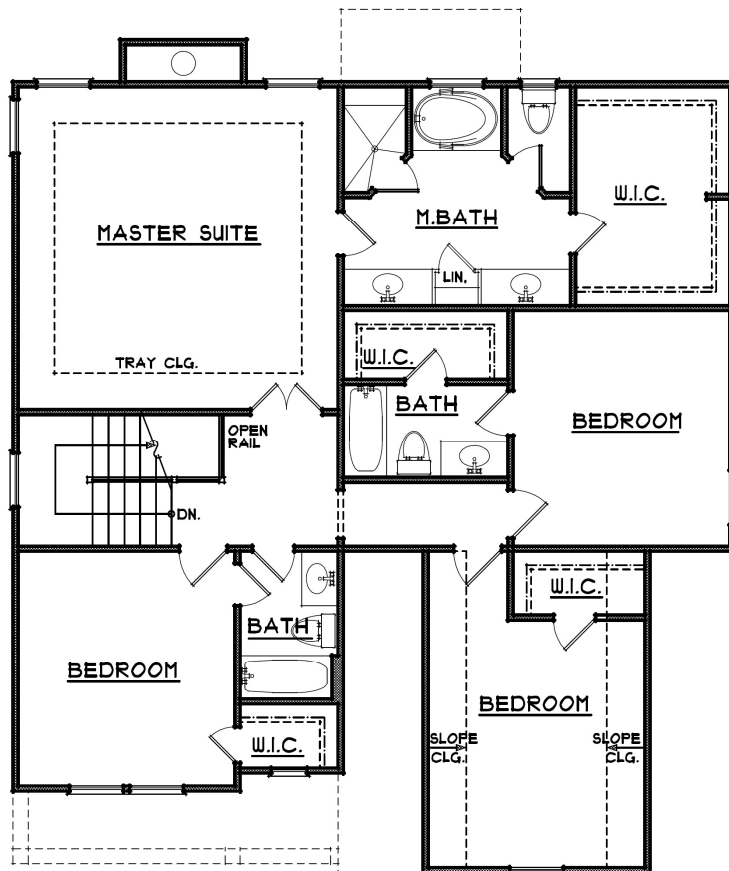 W.I.C.
M.BATH
MASTER SUITE
LIN.
TRAY CLG.
W.I.C.
BATH
BEDROOM
OPEN
RAIL
DN.
W.I.C.
BATH
BEDROOM
BEDROOM
SLOPE
CLG.
SLOPE
CLG.
W.I.C.